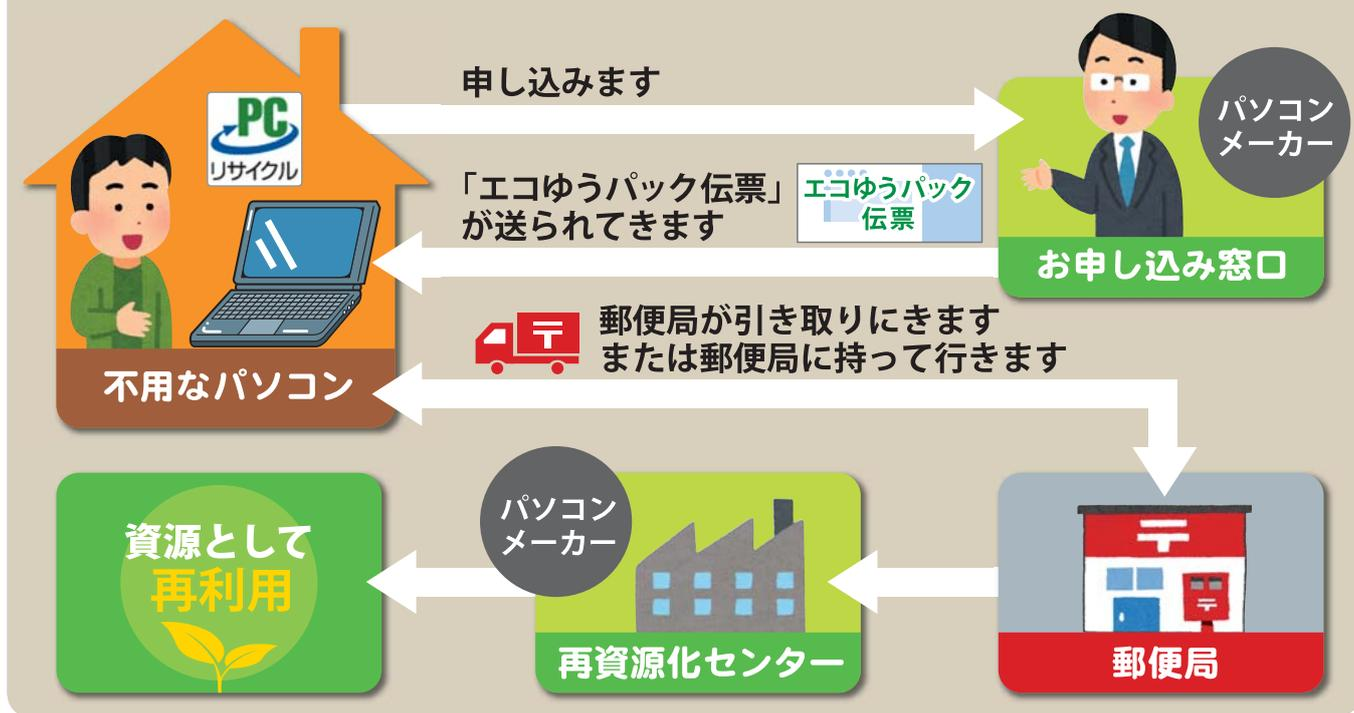 申し込みます
PC
リサイクル
パソコン
メーカー
「エコゆうパック伝票」
が送られてきます
エコゆうパック
伝票
お申し込み窓口
郵便局が引き取りにきます
または郵便局に持って行きます
不用なパソコン
資源として
再利用
パソコン
メーカー
再資源化センター
郵便局